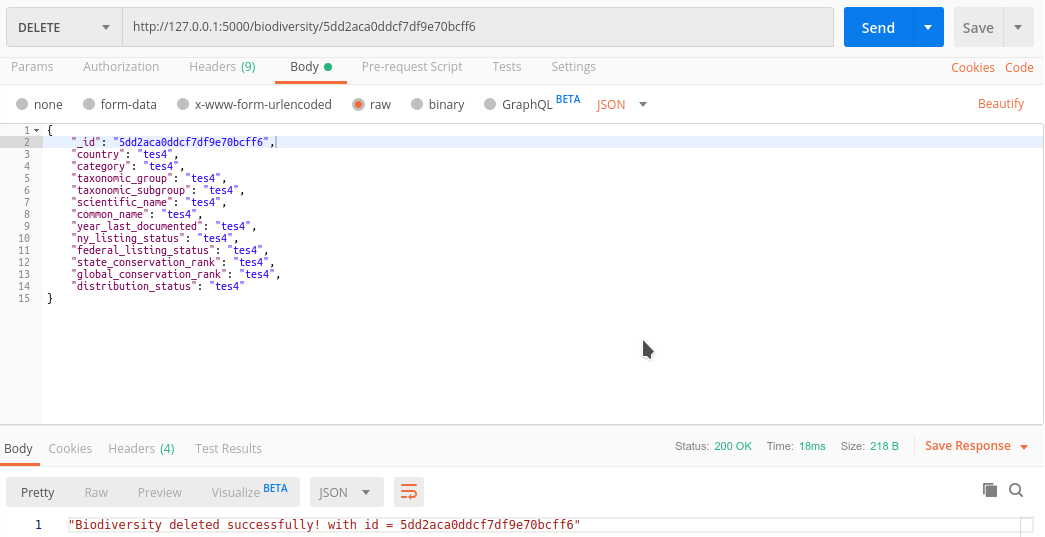 DELETE http://127.0.0.1:5000/biodiversity/5dd2aca0ddcf7df9e70bcff6 Send Save
Params Authorization Headers (9) Body Pre-request Script Tests Settings Cookies Code
none form-data x-www-form-urlencoded raw binary GraphQL BETA JSON Beautify
1 {
2 "_id": "5dd2aca0ddcf7df9e70bcff6",
3 "country": "tes4",
4 "category": "tes4",
5 "taxonomic_group": "tes4",
6 "taxonomic_subgroup": "tes4",
7 "scientific_name": "tes4",
8 "common_name": "tes4",
9 "year_last_documented": "tes4",
10 "ny_listing_status": "tes4",
11 "federal_listing_status": "tes4",
12 "state_conservation_rank": "tes4",
13 "global_conservation_rank": "tes4",
14 "distribution_status": "tes4"
15 }
Body Cookies Headers (4) Test Results Status: 200 OK Time: 18ms Size: 218 B Save Response
Pretty Raw Preview Visualize BETA JSON
1 "Biodiversity deleted successfully! with id = 5dd2aca0ddcf7df9e70bcff6"